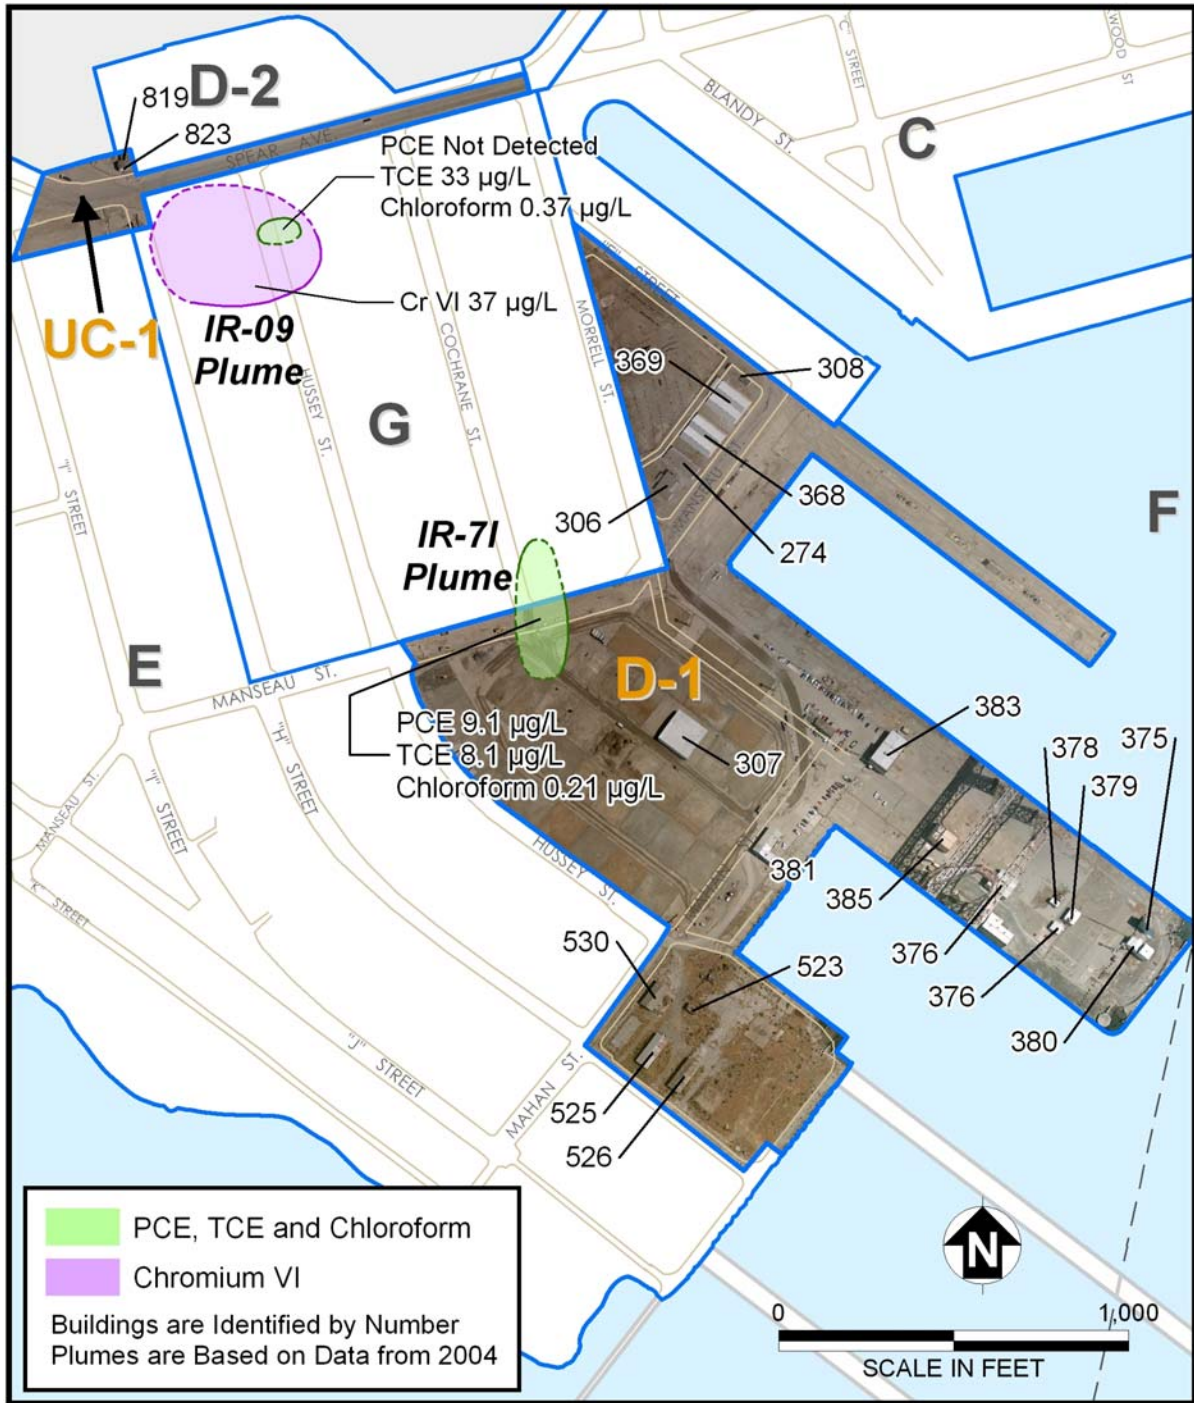 D-2
819
823
SPEAR AVE.
PCE Not Detected
TCE 33 µg/L
Chloroform 0.37 µg/L
"C" STREET
WOOD ST
BLANDY ST.
C
UC-1
IR-09
Plume
Cr VI 37 µg/L
"F" STREET
HUSSEY ST.
COCHRANE ST.
MORRELL ST.
369
308
G
"I" STREET
368
306
MANSEAU
274
F
IR-7I
Plume
E
MANSEAU ST.
D-1
PCE 9.1 µg/L
TCE 8.1 µg/L
Chloroform 0.21 µg/L
307
383
378
375
379
"H" STREET
"I" STREET
MANSEAU ST.
HUSSEY ST.
381
385
376
376
380
"K" STREET
530
523
"J" STREET
MAHAN ST.
525
526
PCE, TCE and Chloroform
Chromium VI
Buildings are Identified by Number
Plumes are Based on Data from 2004
N
0 1,000
SCALE IN FEET